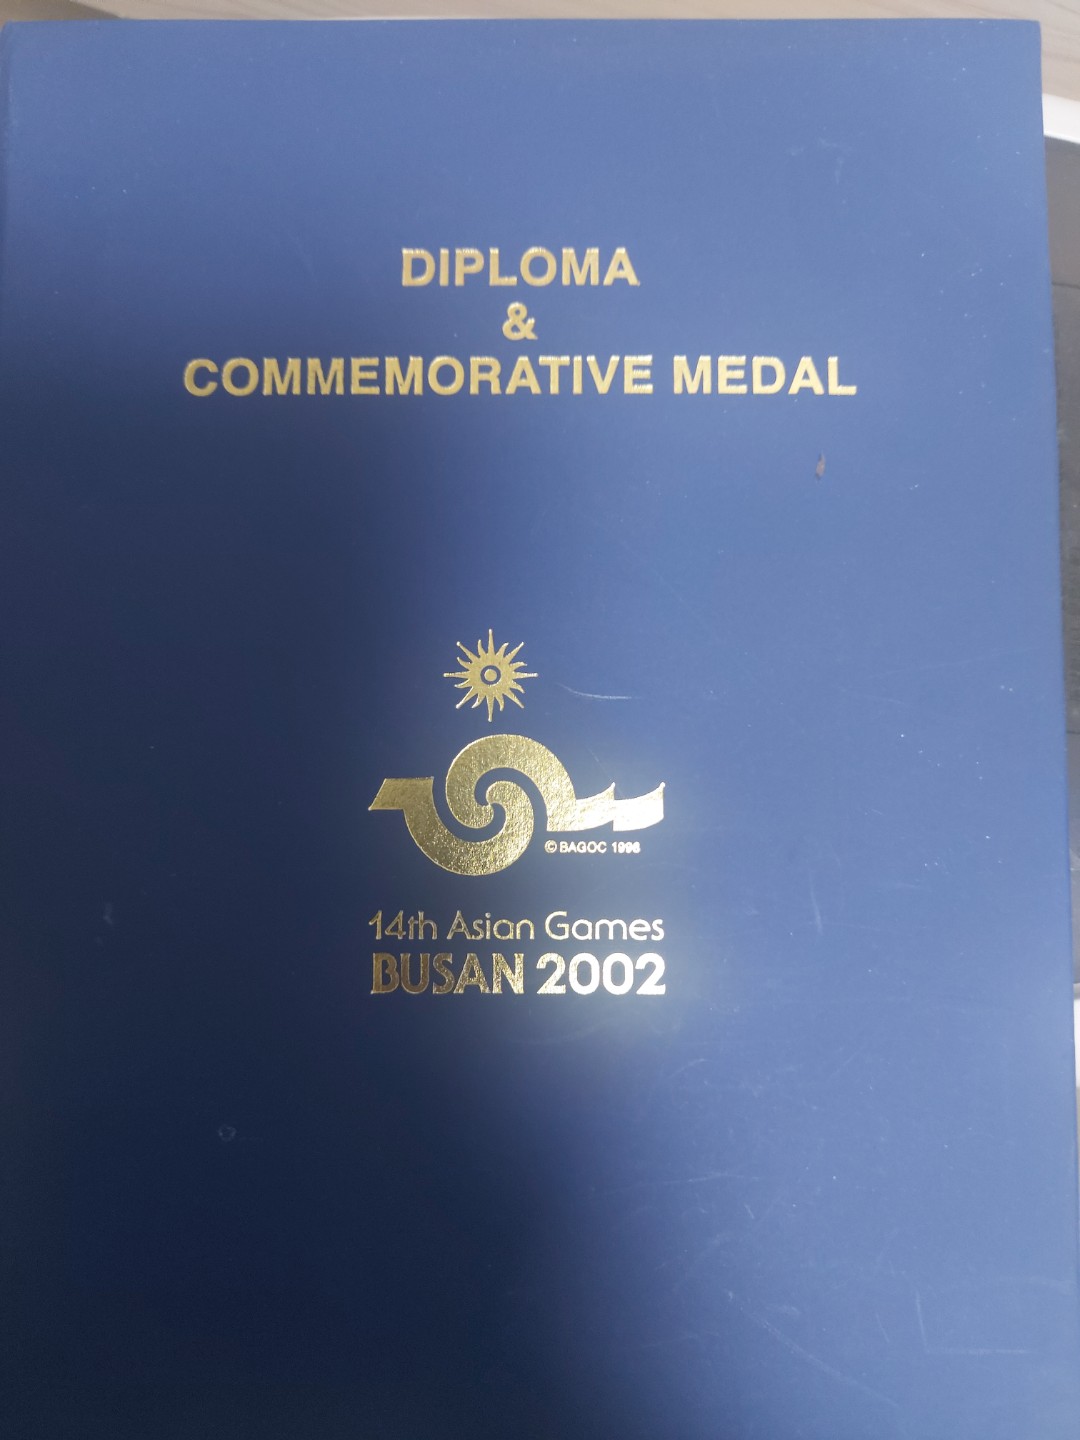 DIPLOMA
&
COMMEMORATIVE MEDAL
© BAGOC 1996
14th Asian Games
BUSAN 2002